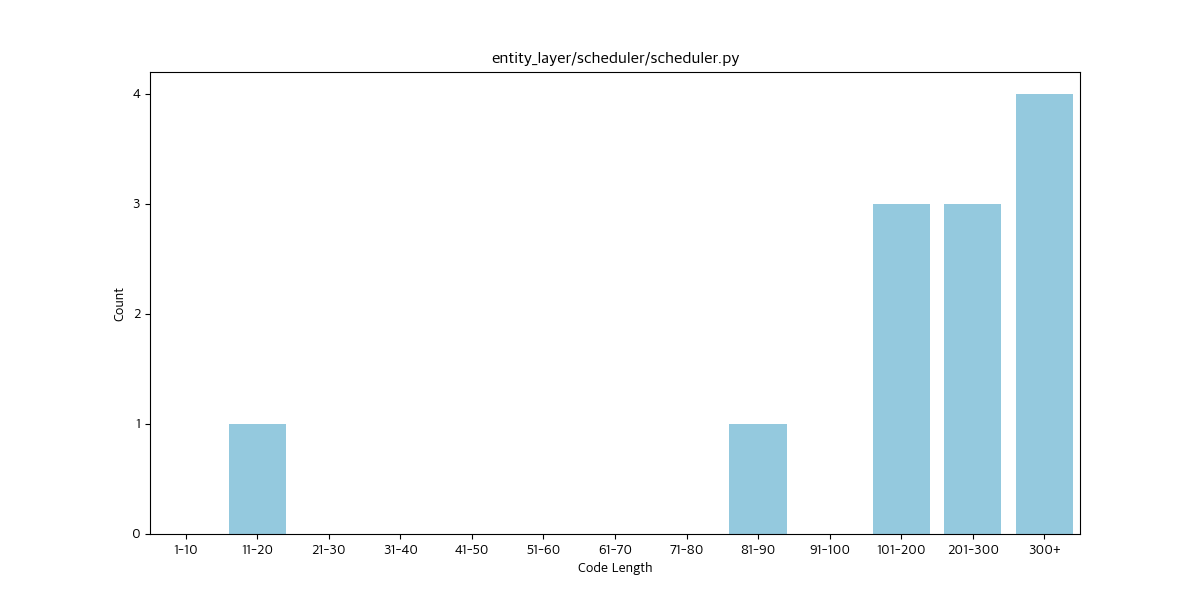 entity_layer/scheduler/scheduler.py
4
3
2
1
0
Count
1-10 11-20 21-30 31-40 41-50 51-60 61-70 71-80 81-90 91-100 101-200 201-300 300+
Code Length